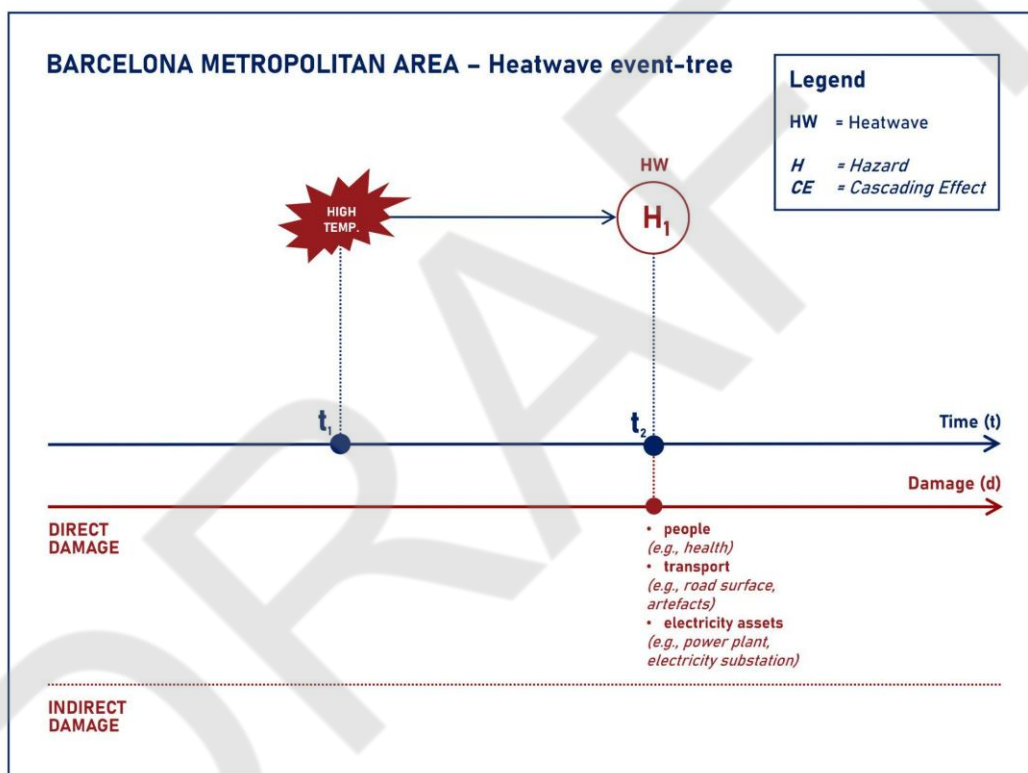 BARCELONA METROPOLITAN AREA – Heatwave event-tree
Legend
HW = Heatwave
H = Hazard
CE = Cascading Effect
HW
HIGH
TEMP.
H₁
t₁
t₂
Time (t)
Damage (d)
DIRECT
DAMAGE
• people
(e.g., health)
• transport
(e.g., road surface,
artefacts)
• electricity assets
(e.g., power plant,
electricity substation)
INDIRECT
DAMAGE
DRAFT